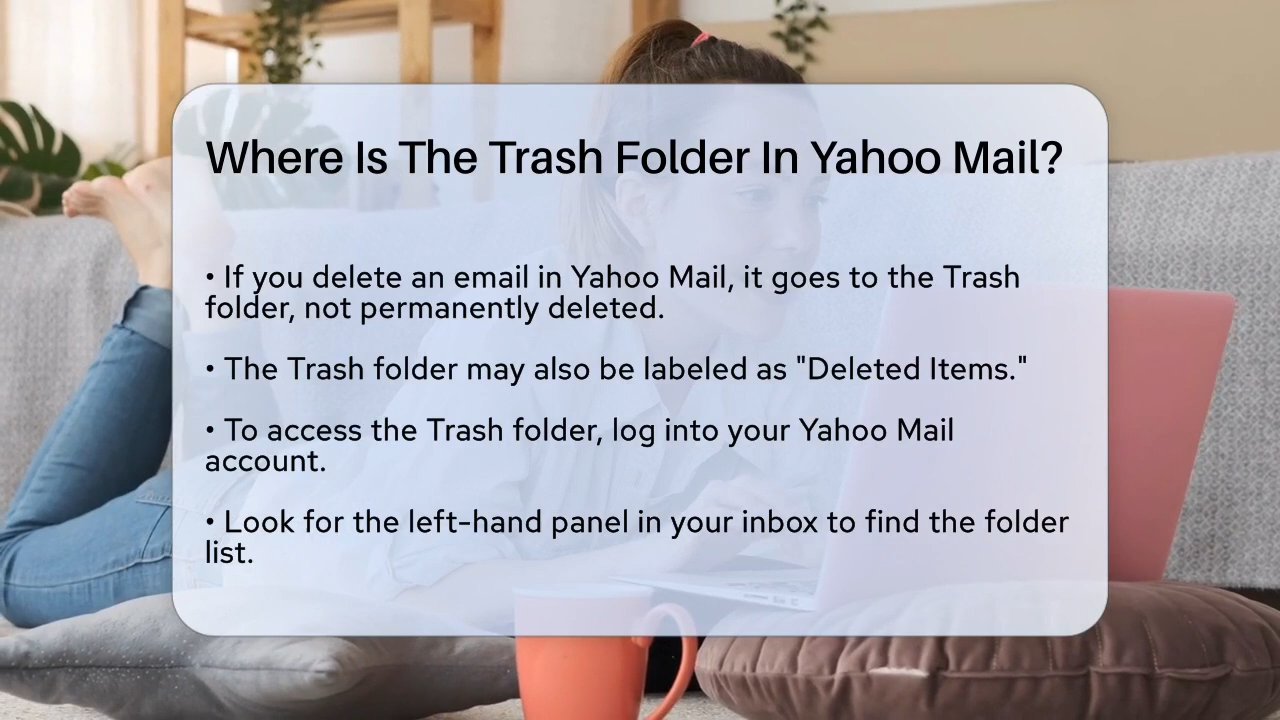 Where Is The Trash Folder In Yahoo Mail?
• If you delete an email in Yahoo Mail, it goes to the Trash
folder, not permanently deleted.
• The Trash folder may also be labeled as "Deleted Items."
• To access the Trash folder, log into your Yahoo Mail
account.
• Look for the left-hand panel in your inbox to find the folder
list.